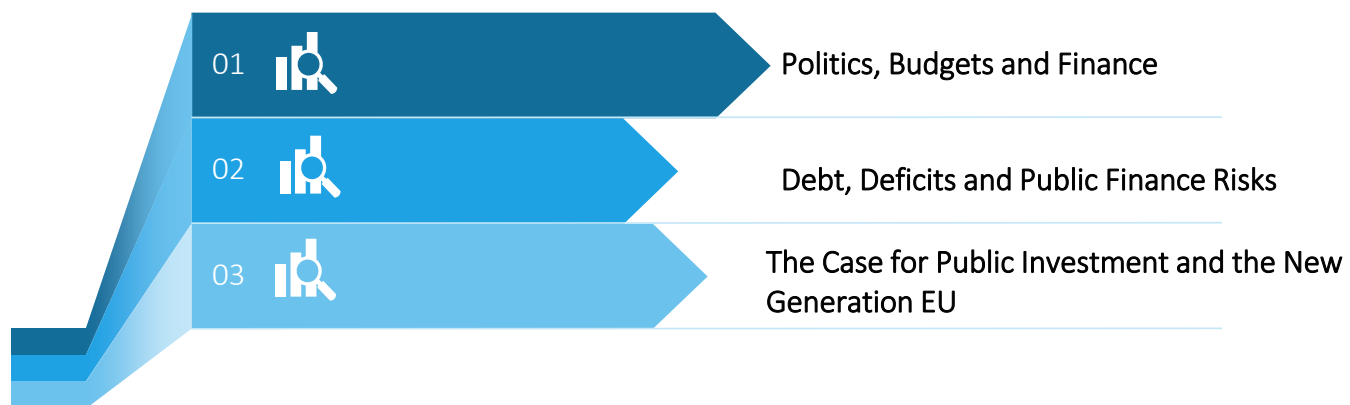 01
Politics, Budgets and Finance
02
Debt, Deficits and Public Finance Risks
03
The Case for Public Investment and the New
Generation EU